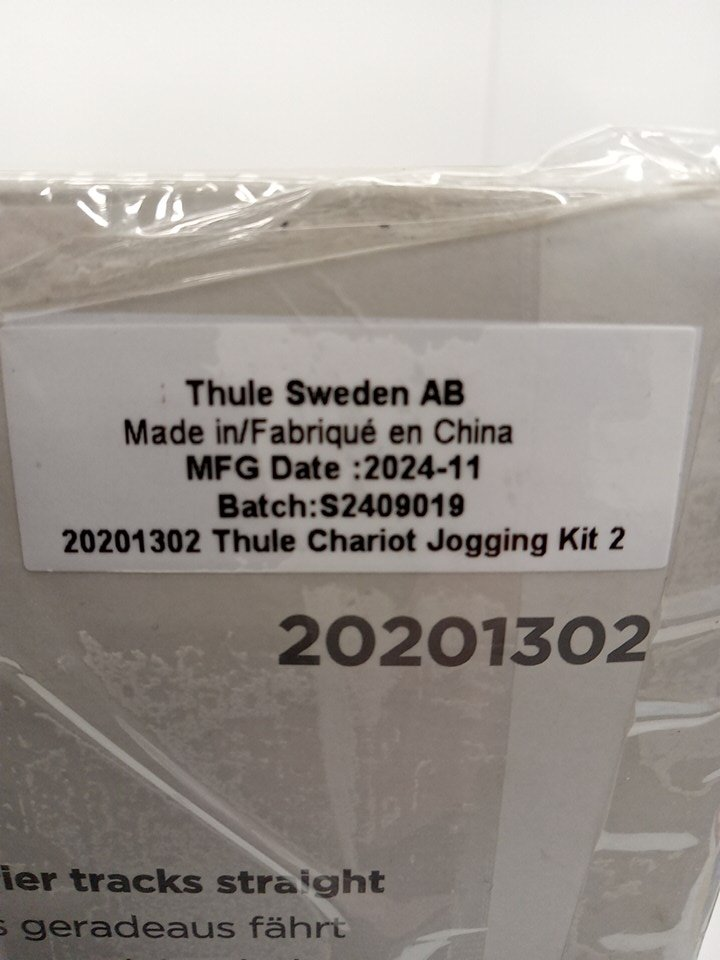 Thule Sweden AB
Made in/Fabriqué en China
MFG Date :2024-11
Batch:S2409019
20201302 Thule Chariot Jogging Kit 2
20201302
ier tracks straight
s geradeaus fährt